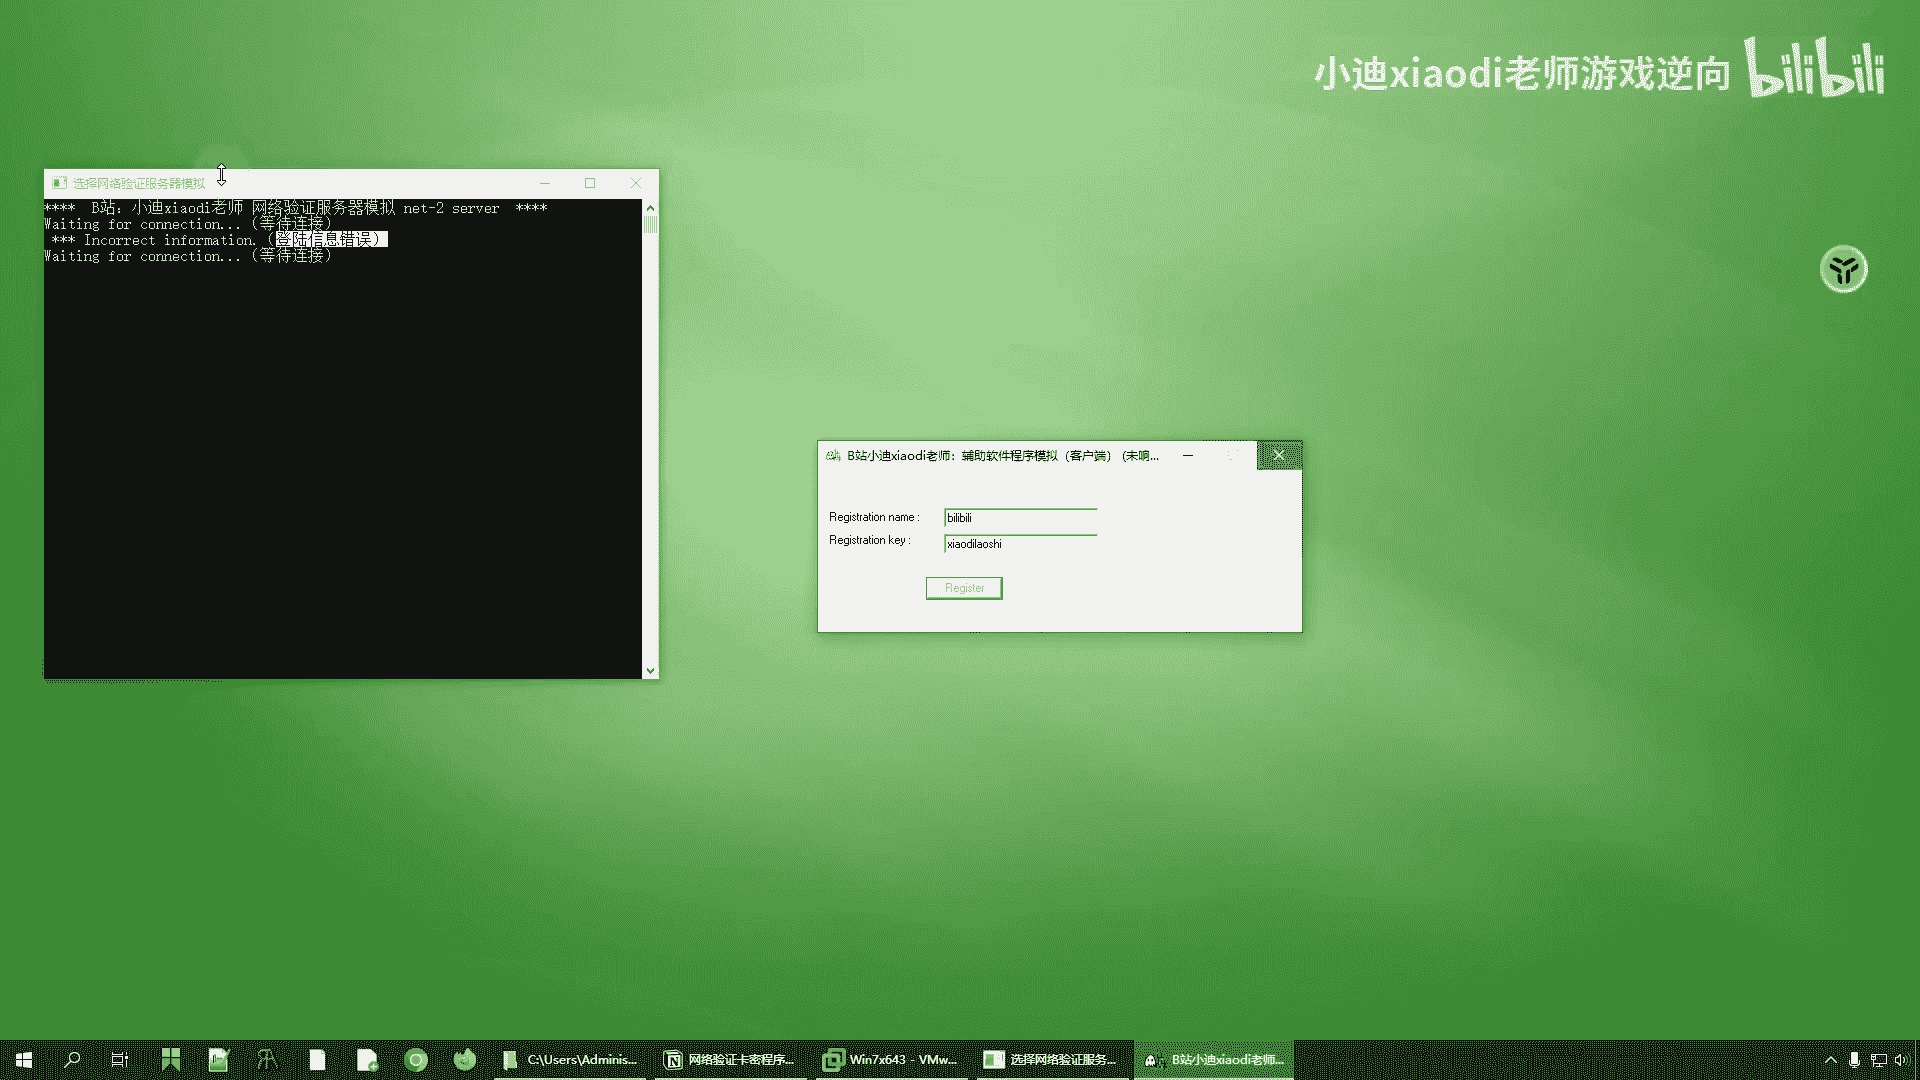 小迪xiaodi老师游戏逆向 bilibili
选择网络验证服务器模拟
**** B站：小迪xiaodi老师 网络验证服务器模拟 net-2 server ****
Waiting for connection... (等待连接)
*** Incorrect information. (登陆信息错误)
Waiting for connection... (等待连接)
B站小迪xiaodi老师：辅助软件程序模拟（客户端） (未响...
Registration name : bilibili
Registration key : xiaodilaoshi
Register
C:\Users\Adminis... 网络验证卡密程序... Win7x643 - VMw... 选择网络验证服务... B站小迪xiaodi老师...